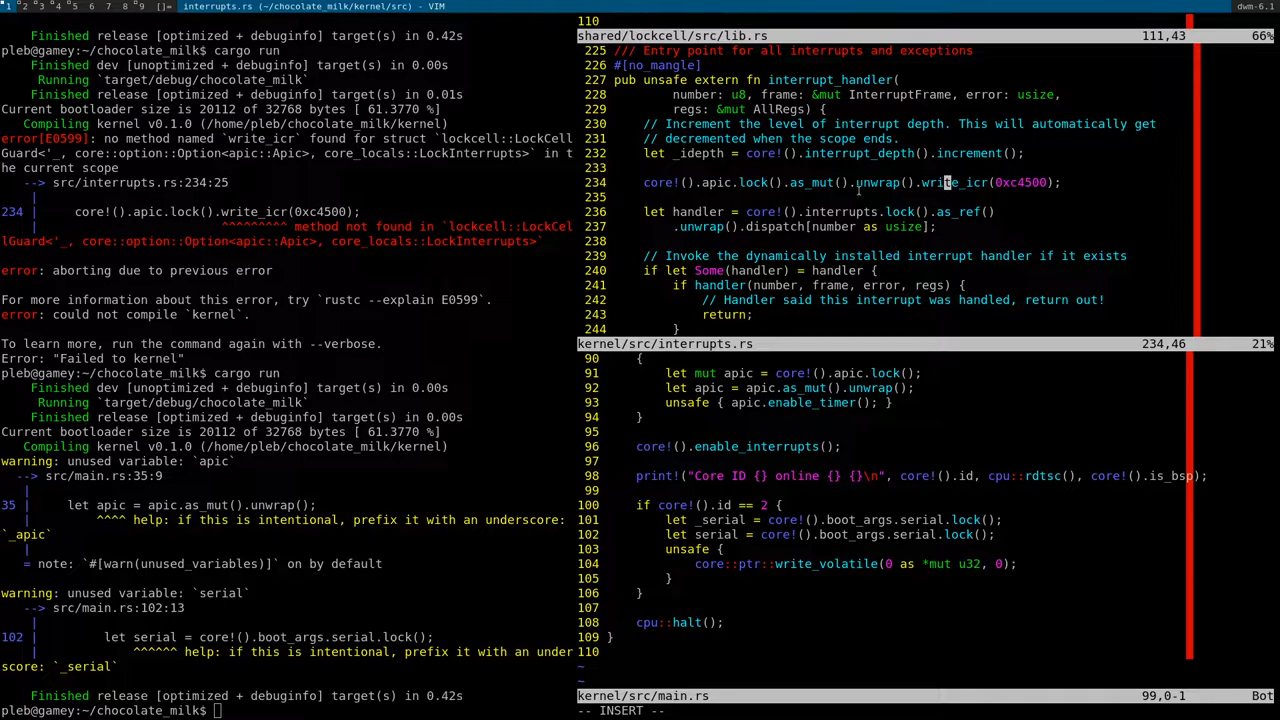 1 2 3 4 5 6 7 8 9 []= interrupts.rs (~/chocolate_milk/kernel/src) - VIM dwm-6.1
Finished release [optimized + debuginfo] target(s) in 0.42s
pleb@gamey:~/chocolate_milk$ cargo run
Finished dev [unoptimized + debuginfo] target(s) in 0.00s
Running `target/debug/chocolate_milk`
Finished release [optimized + debuginfo] target(s) in 0.01s
Current bootloader size is 20112 of 32768 bytes [ 61.3770 %]
Compiling kernel v0.1.0 (/home/pleb/chocolate_milk/kernel)
error[E0599]: no method named `write_icr` found for struct `lockcell::LockCell
Guard<'_, core::option::Option<apic::Apic>, core_locals::LockInterrupts>` in t
he current scope
--> src/interrupts.rs:234:25
|
234 |     core!().apic.lock().write_icr(0xc4500);
|                         ^^^^^^^^^ method not found in `lockcell::LockCel
lGuard<'_, core::option::Option<apic::Apic>, core_locals::LockInterrupts>`
error: aborting due to previous error
For more information about this error, try `rustc --explain E0599`.
error: could not compile `kernel`.
To learn more, run the command again with --verbose.
Error: "Failed to kernel"
pleb@gamey:~/chocolate_milk$ cargo run
Finished dev [unoptimized + debuginfo] target(s) in 0.00s
Running `target/debug/chocolate_milk`
Finished release [optimized + debuginfo] target(s) in 0.00s
Current bootloader size is 20112 of 32768 bytes [ 61.3770 %]
Compiling kernel v0.1.0 (/home/pleb/chocolate_milk/kernel)
warning: unused variable: `apic`
--> src/main.rs:35:9
|
35 |     let apic = apic.as_mut().unwrap();
|         ^^^^ help: if this is intentional, prefix it with an underscore:
`_apic`
|
= note: `#[warn(unused_variables)]` on by default
warning: unused variable: `serial`
--> src/main.rs:102:13
|
102 |         let serial = core!().boot_args.serial.lock();
|             ^^^^^^ help: if this is intentional, prefix it with an under
score: `_serial`
Finished release [optimized + debuginfo] target(s) in 0.42s
pleb@gamey:~/chocolate_milk$
110
shared/lockcell/src/lib.rs 111,43 66%
225 /// Entry point for all interrupts and exceptions
226 #[no_mangle]
227 pub unsafe extern fn interrupt_handler(
228         number: u8, frame: &mut InterruptFrame, error: usize,
229         regs: &mut AllRegs) {
230     // Increment the level of interrupt depth. This will automatically get
231     // decremented when the scope ends.
232     let _idepth = core!().interrupt_depth().increment();
233
234     core!().apic.lock().as_mut().unwrap().write_icr(0xc4500);
235
236     let handler = core!().interrupts.lock().as_ref()
237         .unwrap().dispatch[number as usize];
238
239     // Invoke the dynamically installed interrupt handler if it exists
240     if let Some(handler) = handler {
241         if handler(number, frame, error, regs) {
242             // Handler said this interrupt was handled, return out!
243             return;
244         }
kernel/src/interrupts.rs 234,46 21%
90     {
91         let mut apic = core!().apic.lock();
92         let apic = apic.as_mut().unwrap();
93         unsafe { apic.enable_timer(); }
94     }
95
96     core!().enable_interrupts();
97
98     print!("Core ID {} online {} {}\n", core!().id, cpu::rdtsc(), core!().is_bsp);
99
100     if core!().id == 2 {
101         let _serial = core!().boot_args.serial.lock();
102         let serial = core!().boot_args.serial.lock();
103         unsafe {
104             core::ptr::write_volatile(0 as *mut u32, 0);
105         }
106     }
107
108     cpu::halt();
109 }
110
~
~
kernel/src/main.rs 99,0-1 Bot
-- INSERT --